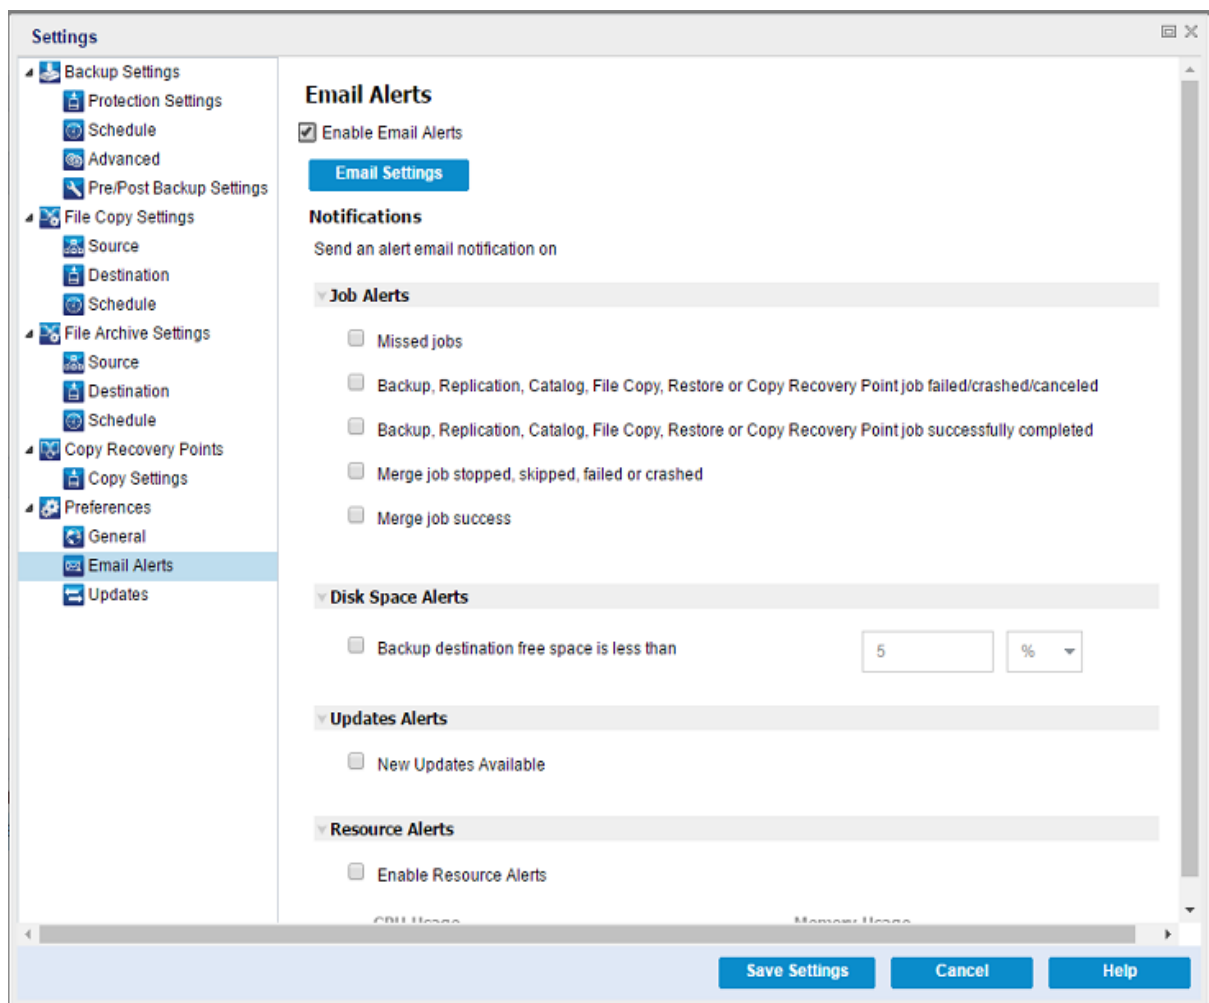 Settings
Backup Settings
Protection Settings
Schedule
Advanced
Pre/Post Backup Settings
File Copy Settings
Source
Destination
Schedule
File Archive Settings
Source
Destination
Schedule
Copy Recovery Points
Copy Settings
Preferences
General
Email Alerts
Updates
Email Alerts
Enable Email Alerts
Email Settings
Notifications
Send an alert email notification on
Job Alerts
Missed jobs
Backup, Replication, Catalog, File Copy, Restore or Copy Recovery Point job failed/crashed/canceled
Backup, Replication, Catalog, File Copy, Restore or Copy Recovery Point job successfully completed
Merge job stopped, skipped, failed or crashed
Merge job success
Disk Space Alerts
Backup destination free space is less than 5 %
Updates Alerts
New Updates Available
Resource Alerts
Enable Resource Alerts
CPU Usage Memory Usage
Save Settings Cancel Help